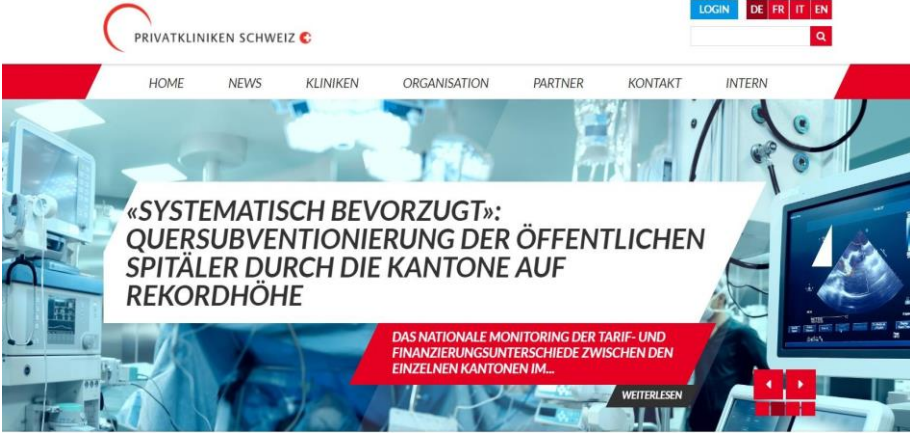 LOGIN DE FR IT EN
PRIVATKLINIKEN SCHWEIZ
HOME NEWS KLINIKEN ORGANISATION PARTNER KONTAKT INTERN
«SYSTEMATISCH BEVORZUGT»:
QUERSUBVENTIONIERUNG DER ÖFFENTLICHEN
SPITÄLER DURCH DIE KANTONE AUF
REKORDHÖHE
DAS NATIONALE MONITORING DER TARIF- UND
FINANZIERUNGSUNTERSCHIEDE ZWISCHEN DEN
EINZELNEN KANTONEN IM...
WEITERLESEN